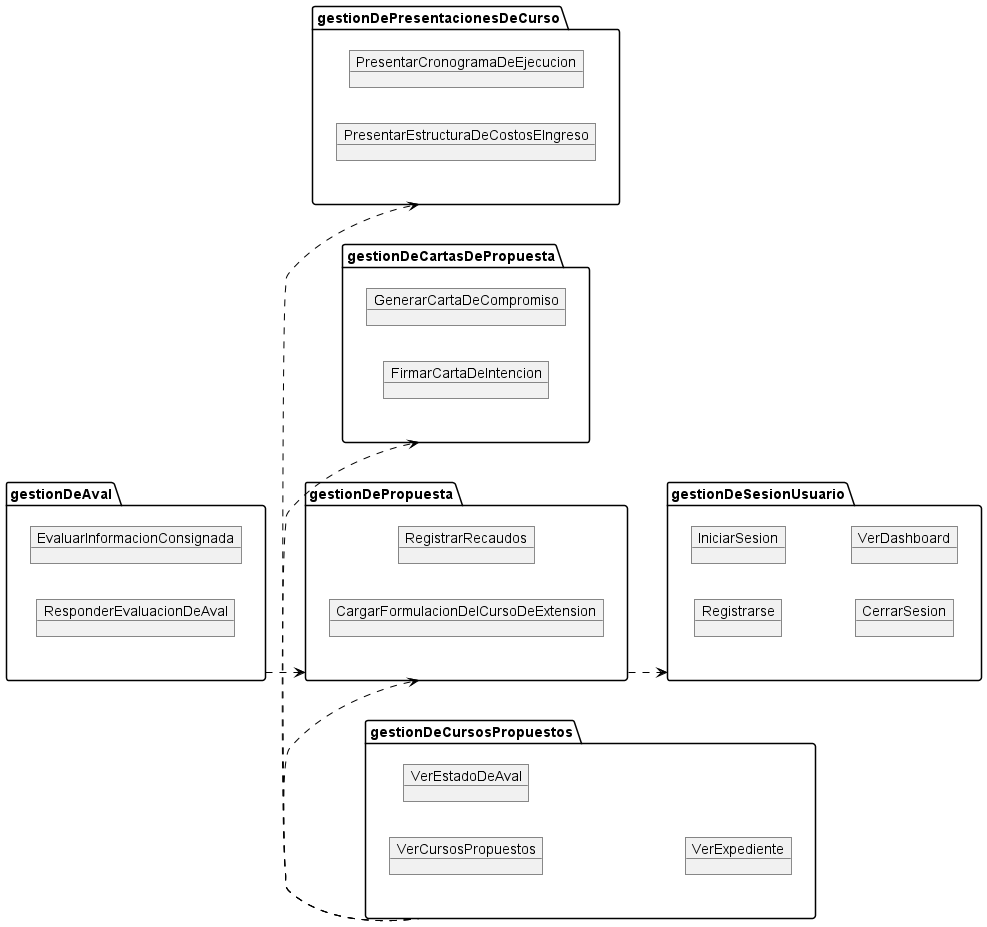 gestionDePresentacionesDeCurso
PresentarCronogramaDeEjecucion
PresentarEstructuraDeCostosEIngreso
gestionDeCartasDePropuesta
GenerarCartaDeCompromiso
FirmarCartaDeIntencion
gestionDeAval
EvaluarInformacionConsignada
ResponderEvaluacionDeAval
gestionDePropuesta
RegistrarRecaudos
CargarFormulacionDelCursoDeExtension
gestionDeSesionUsuario
IniciarSesion
VerDashboard
Registrarse
CerrarSesion
gestionDeCursosPropuestos
VerEstadoDeAval
VerCursosPropuestos
VerExpediente